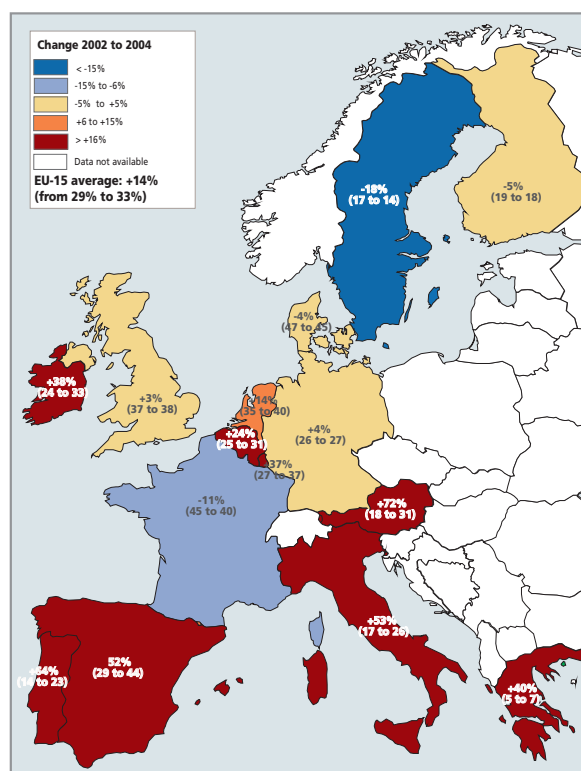 Change 2002 to 2004
< -15%
-15% to -6%
-5% to +5%
+6 to +15%
> +16%
Data not available
EU-15 average: +14%
(from 29% to 33%)
-18%
(17 to 14)
-5%
(19 to 18)
-4%
(47 to 45)
+38%
(24 to 33)
+3%
(37 to 38)
+14%
(35 to 40)
+24%
(25 to 31)
+4%
(26 to 27)
+37%
(27 to 37)
-11%
(45 to 40)
+72%
(18 to 31)
+53%
(17 to 26)
52%
(29 to 44)
+64%
(14 to 23)
+40%
(5 to 7)